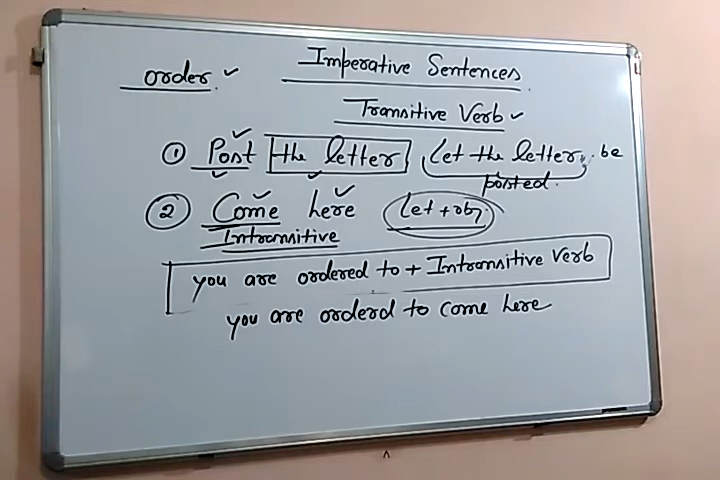 Imperative Sentences
order.
Transitive Verb
① Post the letter Let the letter be
posted.
② Come here Let + obj
Intransitive
you are ordered to + Intransitive Verb
you are orderd to come here